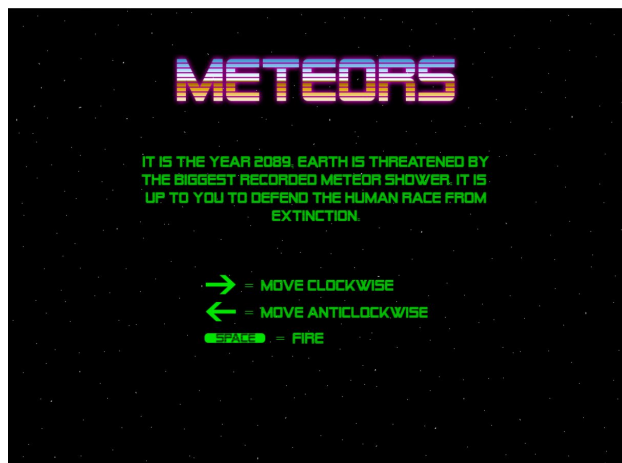 METEORS
IT IS THE YEAR 2089. EARTH IS THREATENED BY
THE BIGGEST RECORDED METEOR SHOWER. IT IS
UP TO YOU TO DEFEND THE HUMAN RACE FROM
EXTINCTION.
→ = MOVE CLOCKWISE
← = MOVE ANTICLOCKWISE
SPACE = FIRE